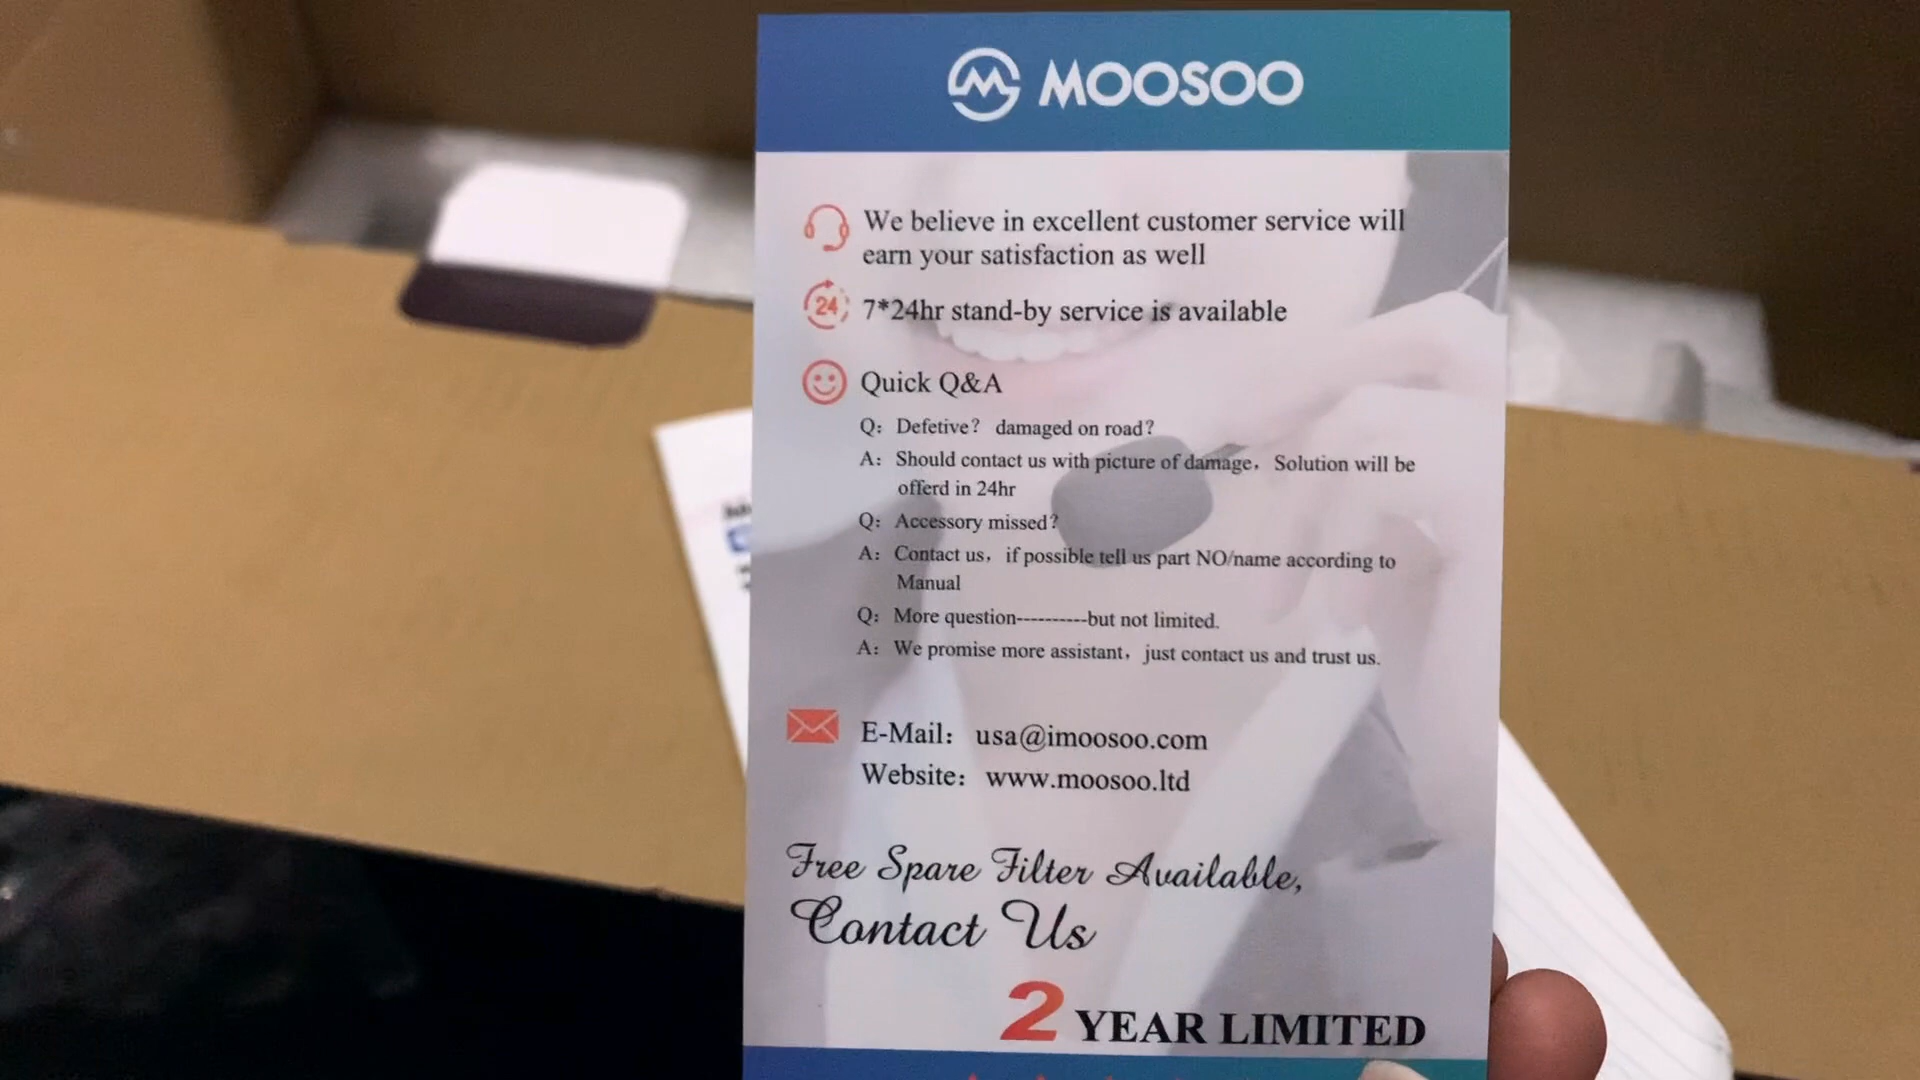 MOOSOO
We believe in excellent customer service will
earn your satisfaction as well
24
7*24hr stand-by service is available
Quick Q&A
Q: Defetive? damaged on road?
A: Should contact us with picture of damage, Solution will be
offerd in 24hr
Q: Accessory missed?
A: Contact us, if possible tell us part NO/name according to
Manual
Q: More question----------but not limited.
A: We promise more assistant, just contact us and trust us.
E-Mail: usa@imoosoo.com
Website: www.moosoo.ltd
Free Spare Filter Available,
Contact Us
2 YEAR LIMITED